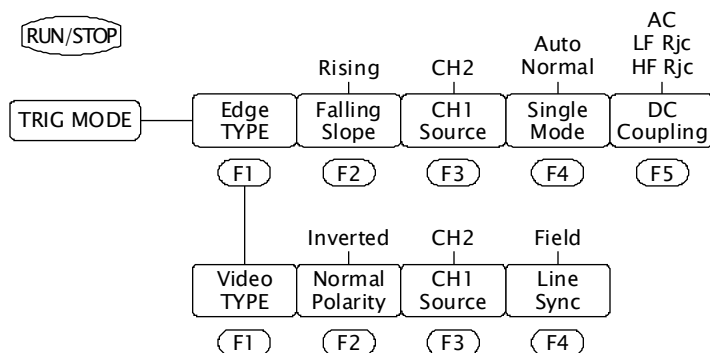 RUN/STOP
AC
Auto LF Rjc
Rising CH2 Normal HF Rjc
TRIG MODE
Edge Falling CH1 Single DC
TYPE Slope Source Mode Coupling
F1 F2 F3 F4 F5
Inverted CH2 Field
Video Normal CH1 Line
TYPE Polarity Source Sync
F1 F2 F3 F4